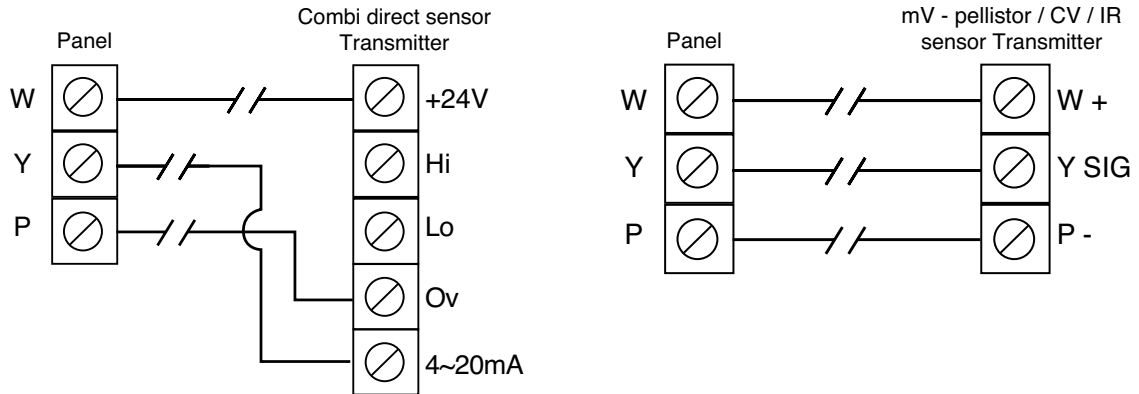 Combi direct sensor
Transmitter
Panel
W
Y
P
+24V
Hi
Lo
Ov
4~20mA
mV - pellistor / CV / IR
sensor Transmitter
Panel
W
Y
P
W +
Y SIG
P -